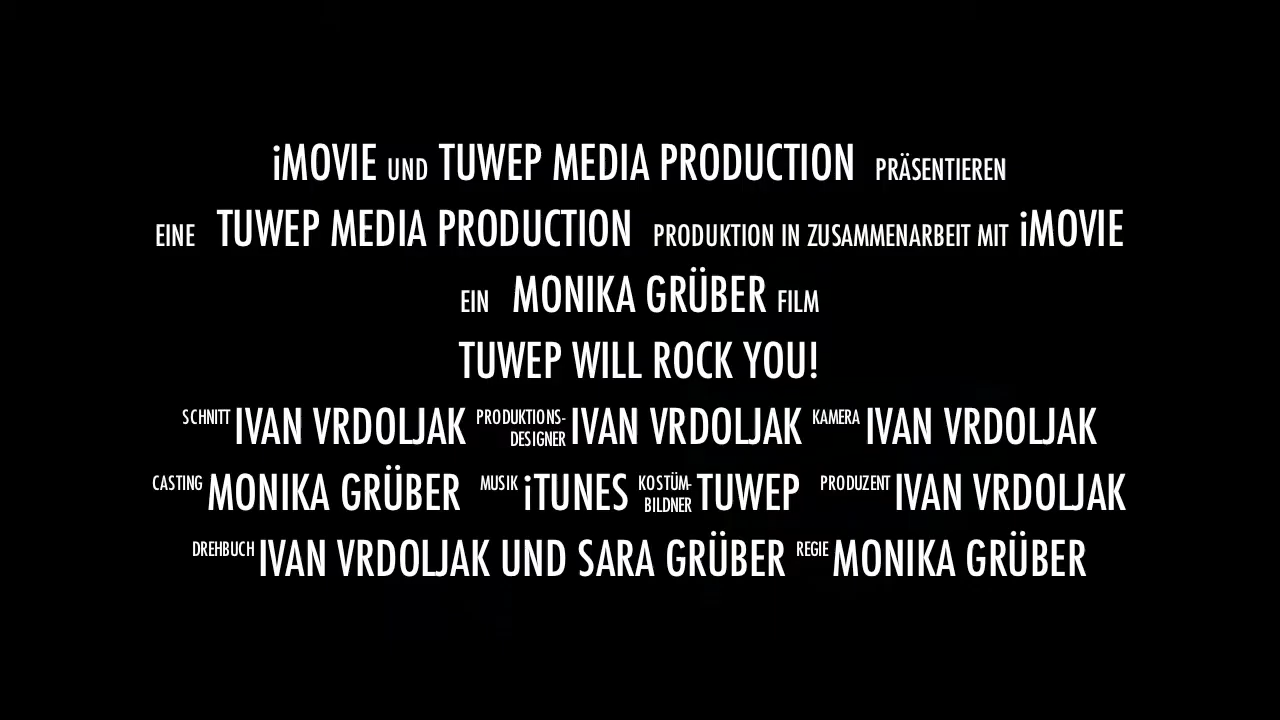 iMOVIE UND TUWEP MEDIA PRODUCTION PRÄSENTIEREN
EINE TUWEP MEDIA PRODUCTION PRODUKTION IN ZUSAMMENARBEIT MIT iMOVIE
EIN MONIKA GRÜBER FILM
TUWEP WILL ROCK YOU!
SCHNITT IVAN VRDOLJAK PRODUKTIONS-DESIGNER IVAN VRDOLJAK KAMERA IVAN VRDOLJAK
CASTING MONIKA GRÜBER MUSIK iTUNES KOSTÜM-BILDNER TUWEP PRODUZENT IVAN VRDOLJAK
DREHBUCH IVAN VRDOLJAK UND SARA GRÜBER REGIE MONIKA GRÜBER